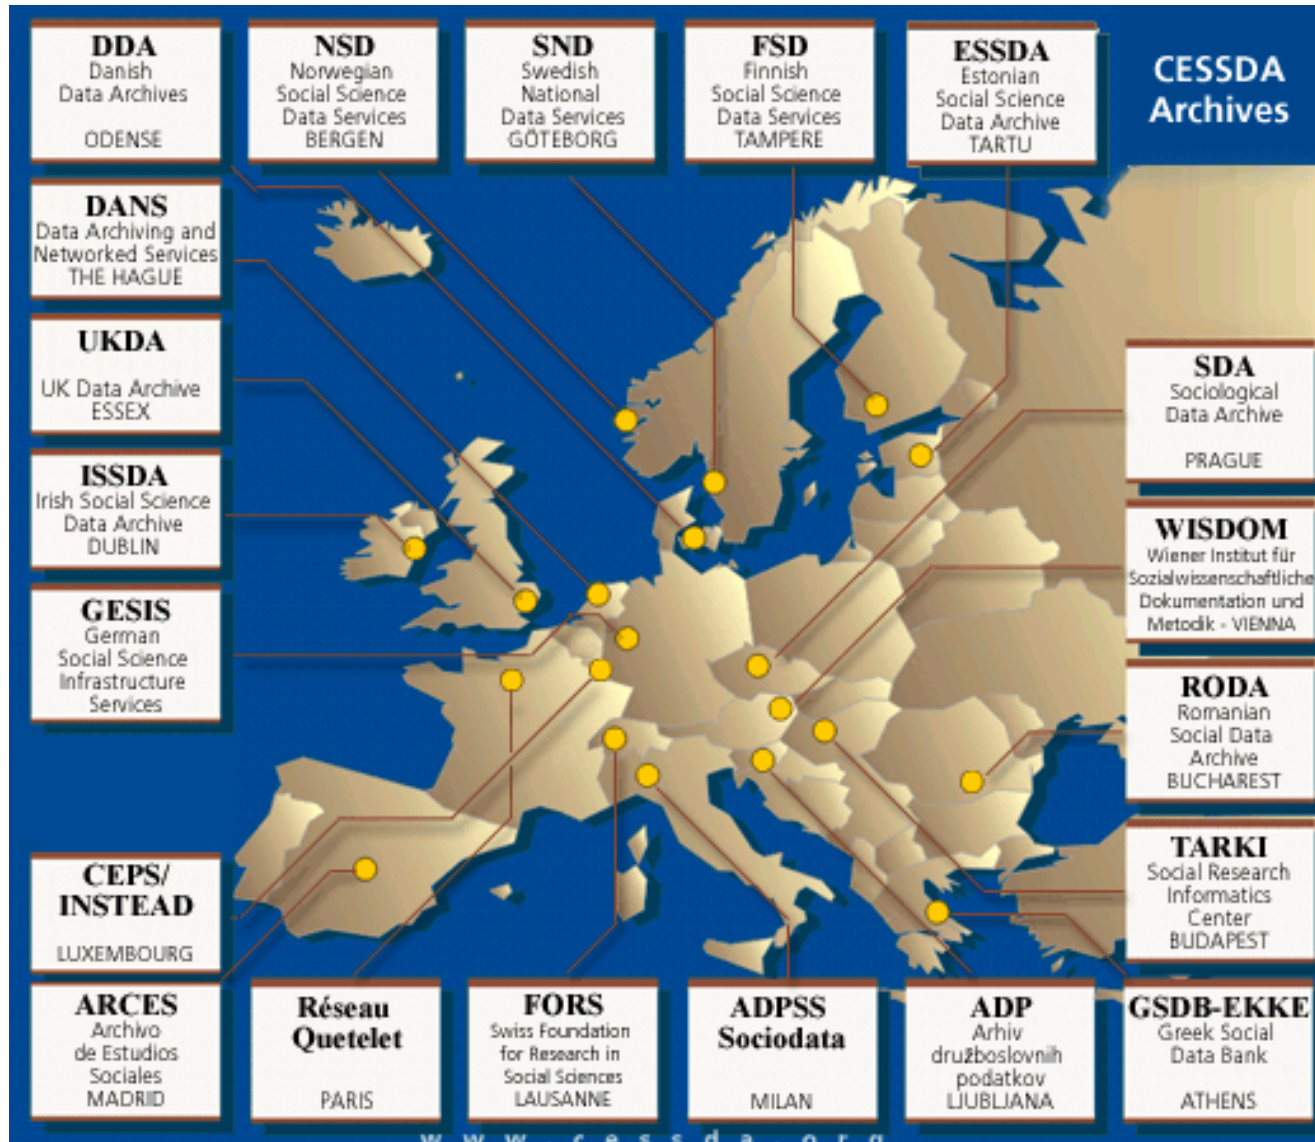 DDA
Danish
Data Archives
ODENSE
NSD
Norwegian
Social Science
Data Services
BERGEN
SND
Swedish
National
Data Services
GÖTEBORG
FSD
Finnish
Social Science
Data Services
TAMPERE
ESSDA
Estonian
Social Science
Data Archive
TARTU
CESSDA
Archives
DANS
Data Archiving and
Networked Services
THE HAGUE
UKDA
UK Data Archive
ESSEX
ISSDA
Irish Social Science
Data Archive
DUBLIN
GESIS
German
Social Science
Infrastructure
Services
SDA
Sociological
Data Archive
PRAGUE
WISDOM
Wiener Institut für
Sozialwissenschaftliche
Dokumentation und
Metodik - VIENNA
RODA
Romanian
Social Data
Archive
BUCHAREST
TARKI
Social Research
Informatics
Center
BUDAPEST
CEPS/
INSTEAD
LUXEMBOURG
ARCES
Archivo
de Estudios
Sociales
MADRID
Réseau
Quetelet
PARIS
FORS
Swiss Foundation
for Research in
Social Sciences
LAUSANNE
ADPSS
Sociodata
MILAN
ADP
Arhiv
družboslovnih
podatkov
LJUBLJANA
GSDB-EKKE
Greek Social
Data Bank
ATHENS
www.cessda.org